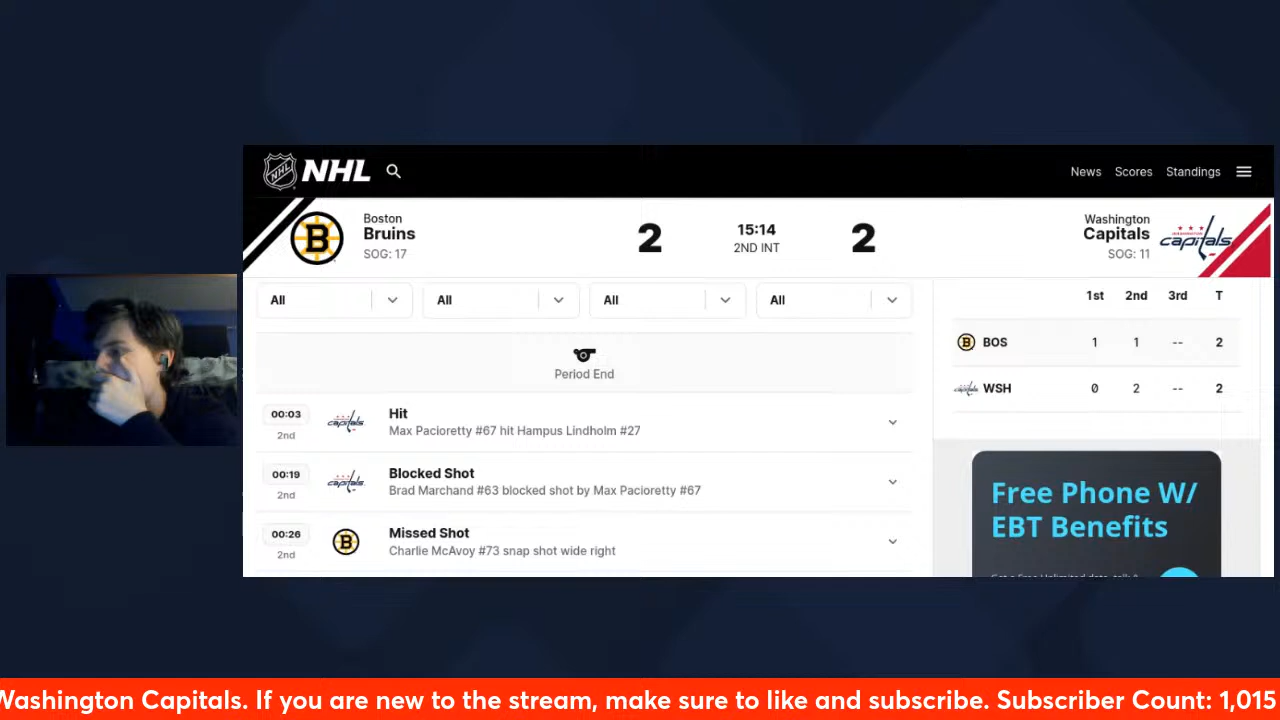 NHL NHL
News Scores Standings
Boston
Bruins
SOG: 17
2
15:14
2ND INT
2
Washington
Capitals
SOG: 11
capitals
B
All All All All
1st 2nd 3rd T
B BOS 1 1 -- 2
capitals WSH 0 2 -- 2
Period End
00:03
2nd
capitals
Hit
Max Pacioretty #67 hit Hampus Lindholm #27
00:19
2nd
capitals
Blocked Shot
Brad Marchand #63 blocked shot by Max Pacioretty #67
00:26
2nd
B
Missed Shot
Charlie McAvoy #73 snap shot wide right
Free Phone W/
EBT Benefits
Washington Capitals. If you are new to the stream, make sure to like and subscribe. Subscriber Count: 1,015